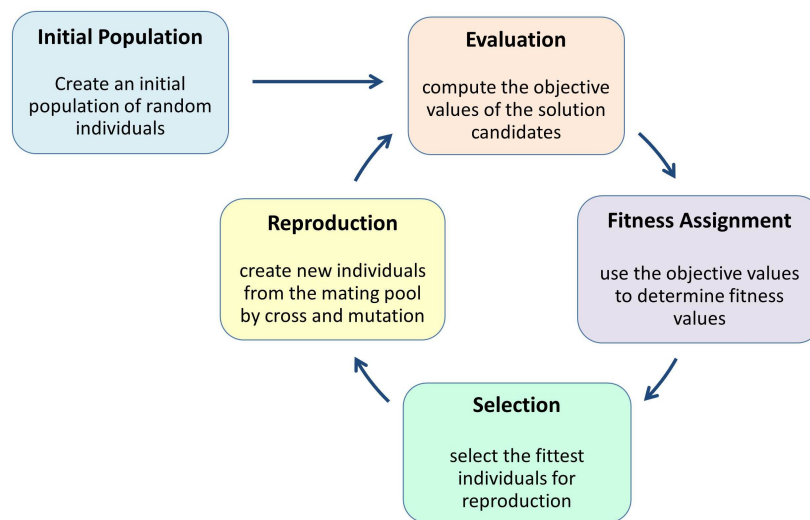 Initial Population
Create an initial
population of random
individuals
Evaluation
compute the objective
values of the solution
candidates
Fitness Assignment
use the objective values
to determine fitness
values
Selection
select the fittest
individuals for
reproduction
Reproduction
create new individuals
from the mating pool
by cross and mutation